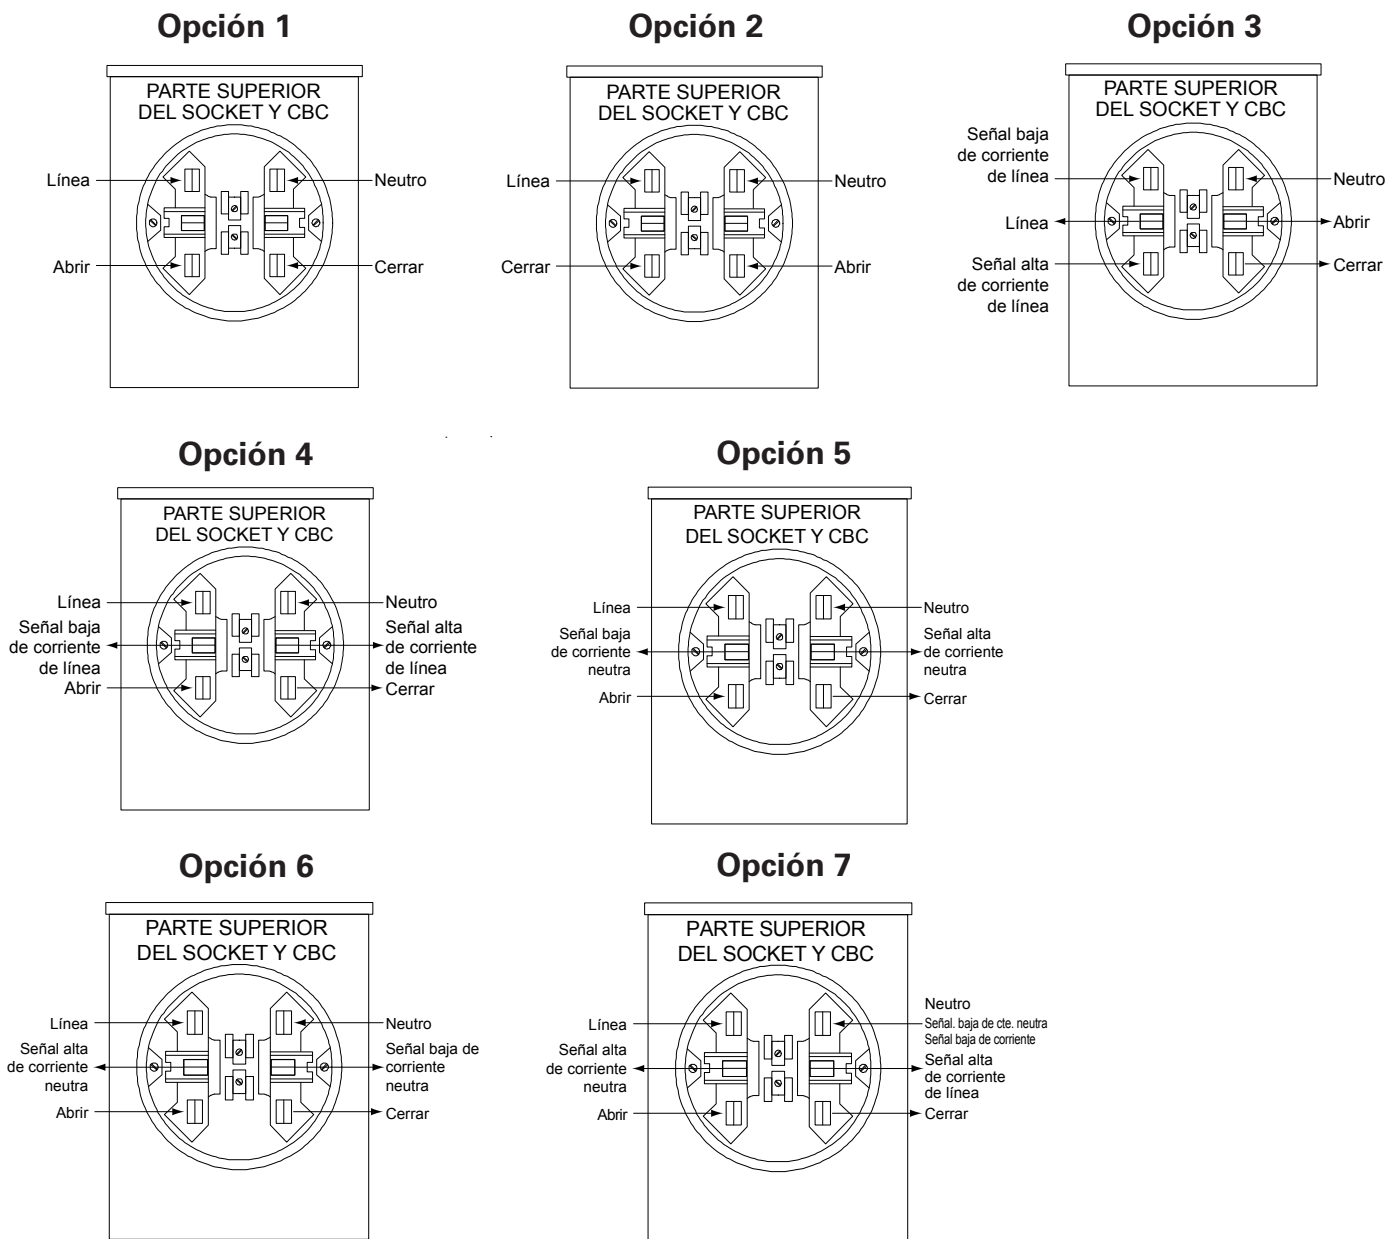 Opción 1
PARTE SUPERIOR
DEL SOCKET Y CBC
Línea
Neutro
Abrir
Cerrar
Opción 2
PARTE SUPERIOR
DEL SOCKET Y CBC
Línea
Neutro
Cerrar
Abrir
Opción 3
PARTE SUPERIOR
DEL SOCKET Y CBC
Señal baja
de corriente
de línea
Neutro
Línea
Abrir
Señal alta
de corriente
de línea
Cerrar
Opción 4
PARTE SUPERIOR
DEL SOCKET Y CBC
Línea
Neutro
Señal baja
de corriente
de línea
Señal alta
de corriente
de línea
Abrir
Cerrar
Opción 5
PARTE SUPERIOR
DEL SOCKET Y CBC
Línea
Neutro
Señal baja
de corriente
neutra
Señal alta
de corriente
neutra
Abrir
Cerrar
Opción 6
PARTE SUPERIOR
DEL SOCKET Y CBC
Línea
Neutro
Señal alta
de corriente
neutra
Señal baja de
corriente
neutra
Abrir
Cerrar
Opción 7
PARTE SUPERIOR
DEL SOCKET Y CBC
Línea
Neutro
Señal. baja de cte. neutra
Señal baja de corriente
Señal alta
de corriente
neutra
Señal alta
de corriente
de línea
Abrir
Cerrar